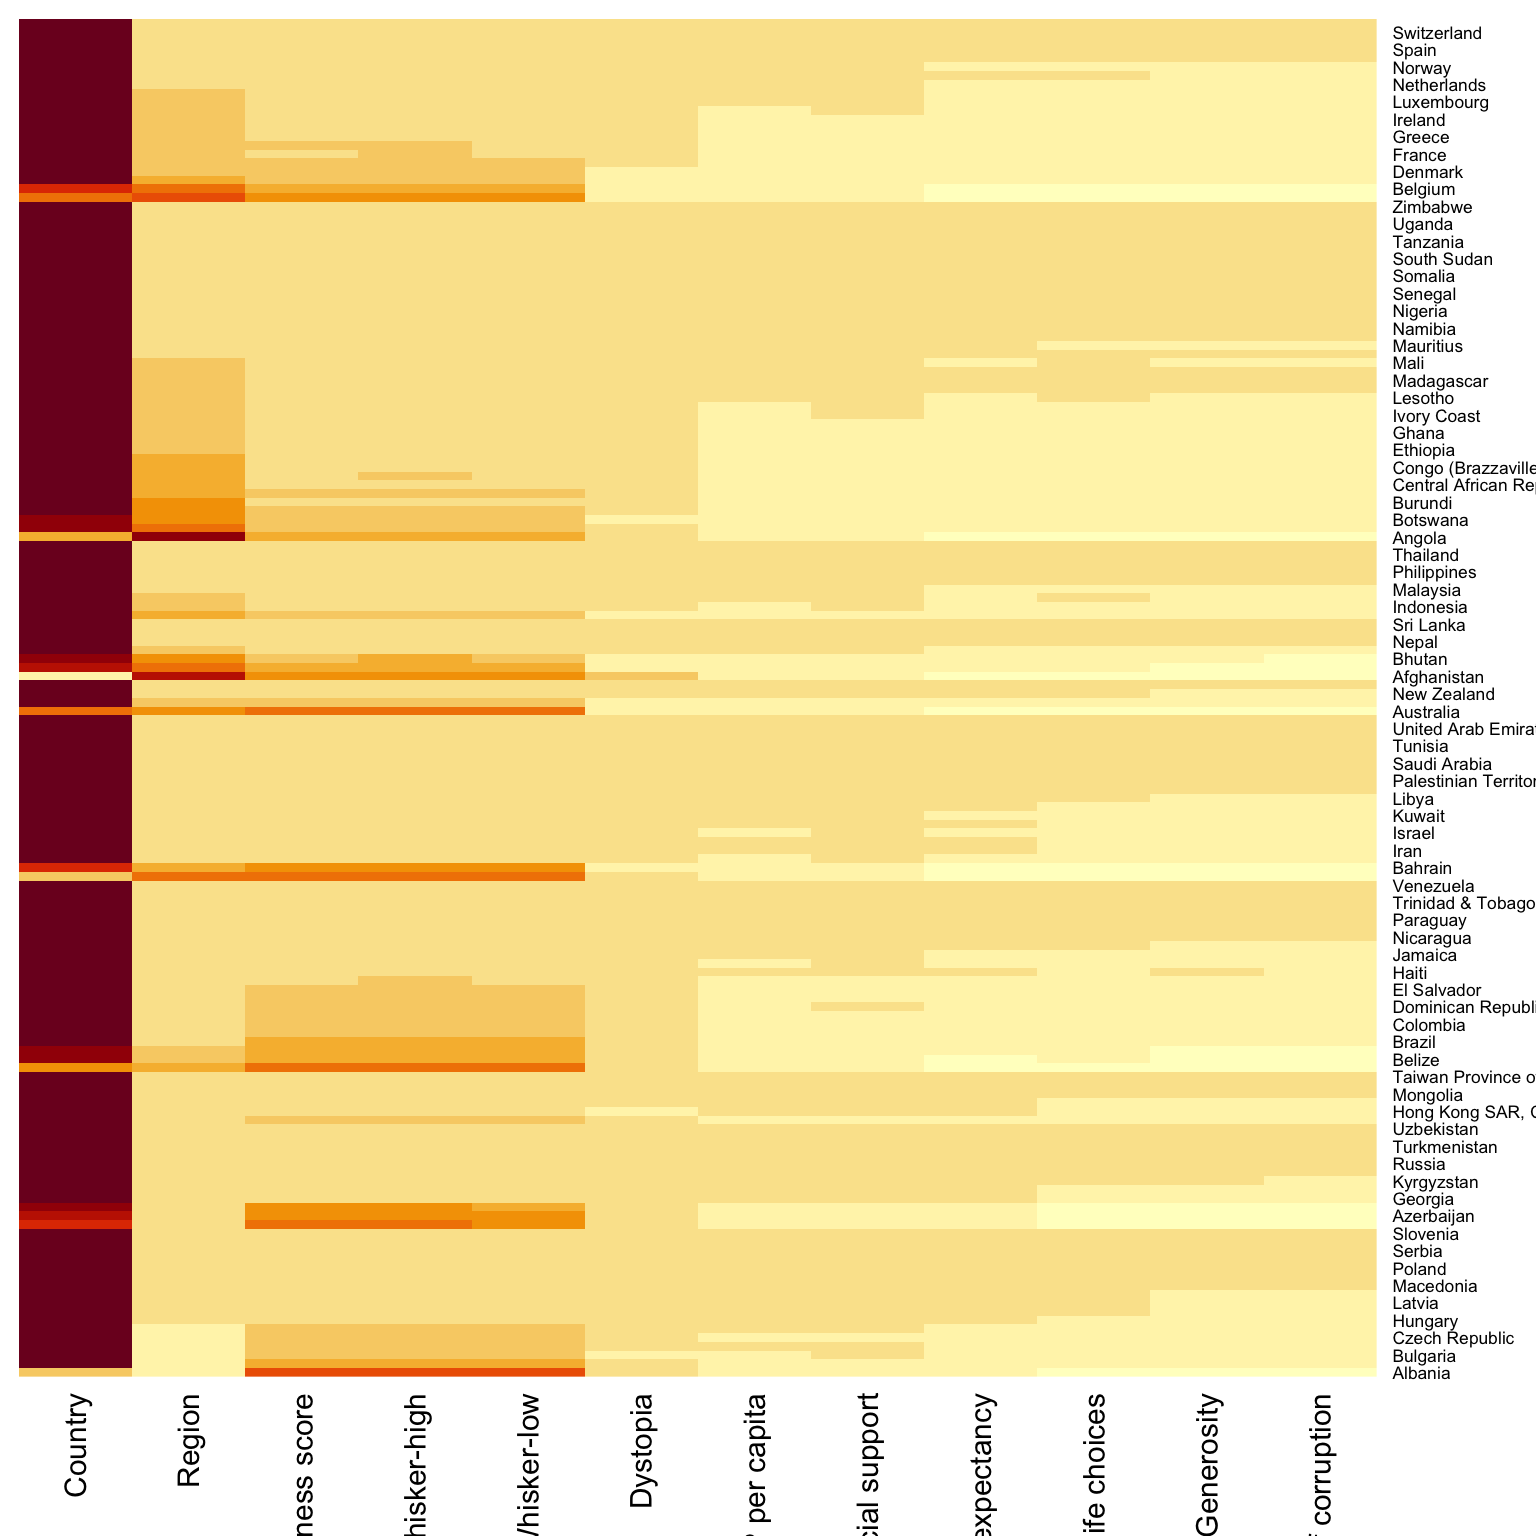 Switzerland
Spain
Norway
Netherlands
Luxembourg
Ireland
Greece
France
Denmark
Belgium
Zimbabwe
Uganda
Tanzania
South Sudan
Somalia
Senegal
Nigeria
Namibia
Mauritius
Mali
Madagascar
Lesotho
Ivory Coast
Ghana
Ethiopia
Congo (Brazzaville
Central African Rep
Burundi
Botswana
Angola
Thailand
Philippines
Malaysia
Indonesia
Sri Lanka
Nepal
Bhutan
Afghanistan
New Zealand
Australia
United Arab Emirat
Tunisia
Saudi Arabia
Palestinian Territor
Libya
Kuwait
Israel
Iran
Bahrain
Venezuela
Trinidad & Tobago
Paraguay
Nicaragua
Jamaica
Haiti
El Salvador
Dominican Republi
Colombia
Brazil
Belize
Taiwan Province o
Mongolia
Hong Kong SAR, C
Uzbekistan
Turkmenistan
Russia
Kyrgyzstan
Georgia
Azerbaijan
Slovenia
Serbia
Poland
Macedonia
Latvia
Hungary
Czech Republic
Bulgaria
Albania
Country
Region
ness score
hisker-high
Whisker-low
Dystopia
per capita
cial support
expectancy
ife choices
Generosity
corruption